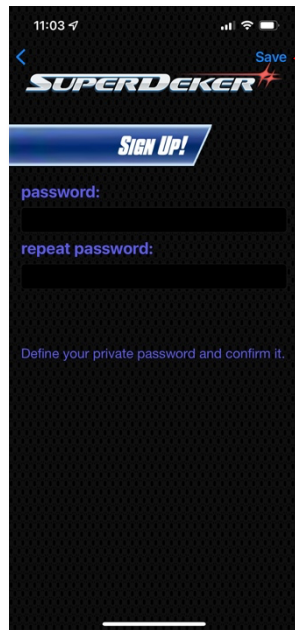 11:03
Save
SUPERDEKER
SIGN UP!
password:
repeat password:
Define your private password and confirm it.